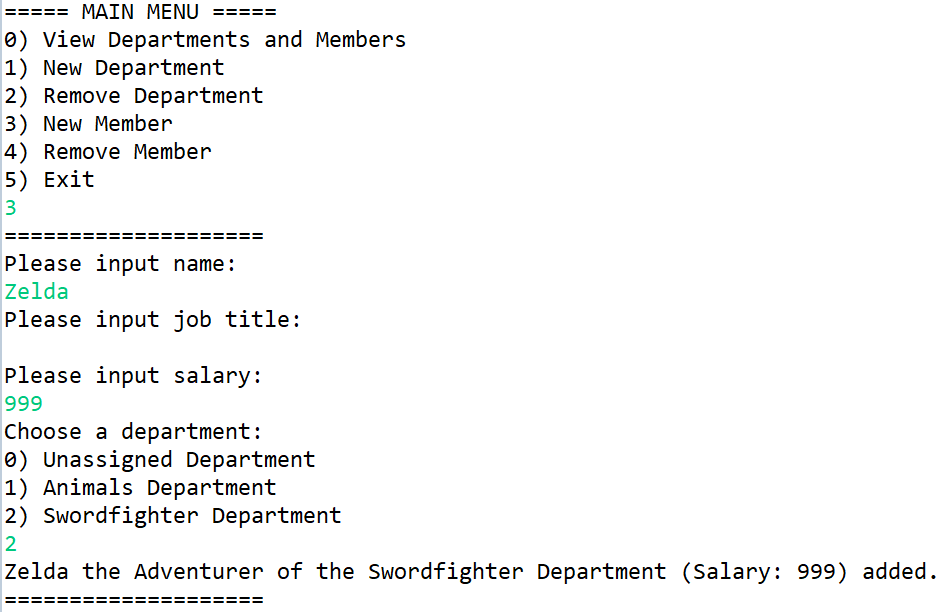 ===== MAIN MENU =====
0) View Departments and Members
1) New Department
2) Remove Department
3) New Member
4) Remove Member
5) Exit
3
====================
Please input name:
Zelda
Please input job title:

Please input salary:
999
Choose a department:
0) Unassigned Department
1) Animals Department
2) Swordfighter Department
2
Zelda the Adventurer of the Swordfighter Department (Salary: 999) added.
====================